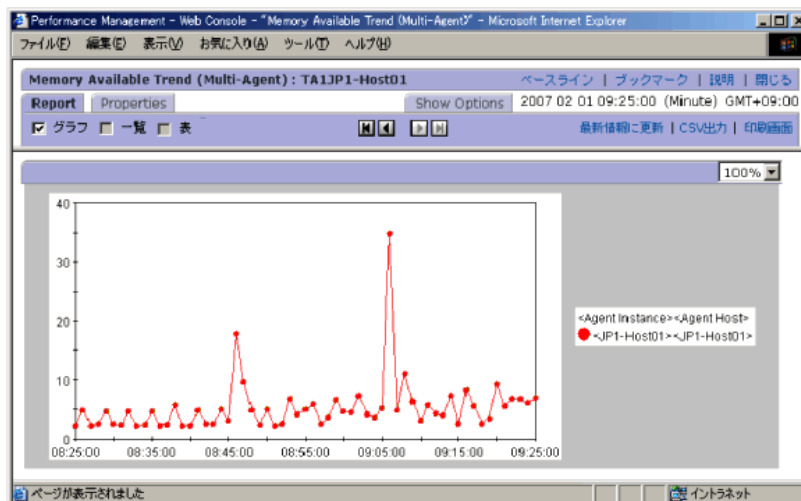 Performance Management - Web Console - "Memory Available Trend (Multi-Agent)" - Microsoft Internet Explorer
ファイル(F) 編集(E) 表示(V) お気に入り(A) ツール(T) ヘルプ(H)
Memory Available Trend (Multi-Agent) : TA1JP1-Host01 ベースライン | ブックマーク | 説明 | 閉じる
Report Properties Show Options 2007 02 01 09:25:00 (Minute) GMT+09:00
グラフ 一覧 表 最新情報に更新 | CSV出力 | 印刷画面
100%
40
30
20
10
0
08:25:00 08:35:00 08:45:00 08:55:00 09:05:00 09:15:00 09:25:00
<Agent Instance><Agent Host>
<JP1-Host01><JP1-Host01>
ページが表示されました イントラネット